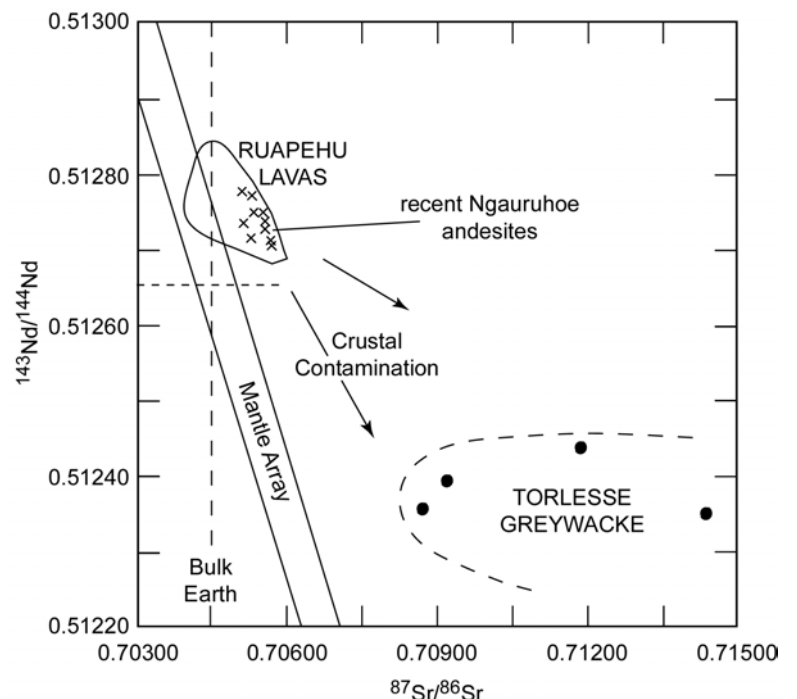 0.51300
0.51280
0.51260
0.51240
0.51220
143Nd/144Nd
RUAPEHU
LAVAS
recent Ngauruhoe
andesites
Crustal
Contamination
Mantle Array
TORLESSE
GREYWACKE
Bulk
Earth
0.70300
0.70600
0.70900
0.71200
0.71500
87Sr/86Sr